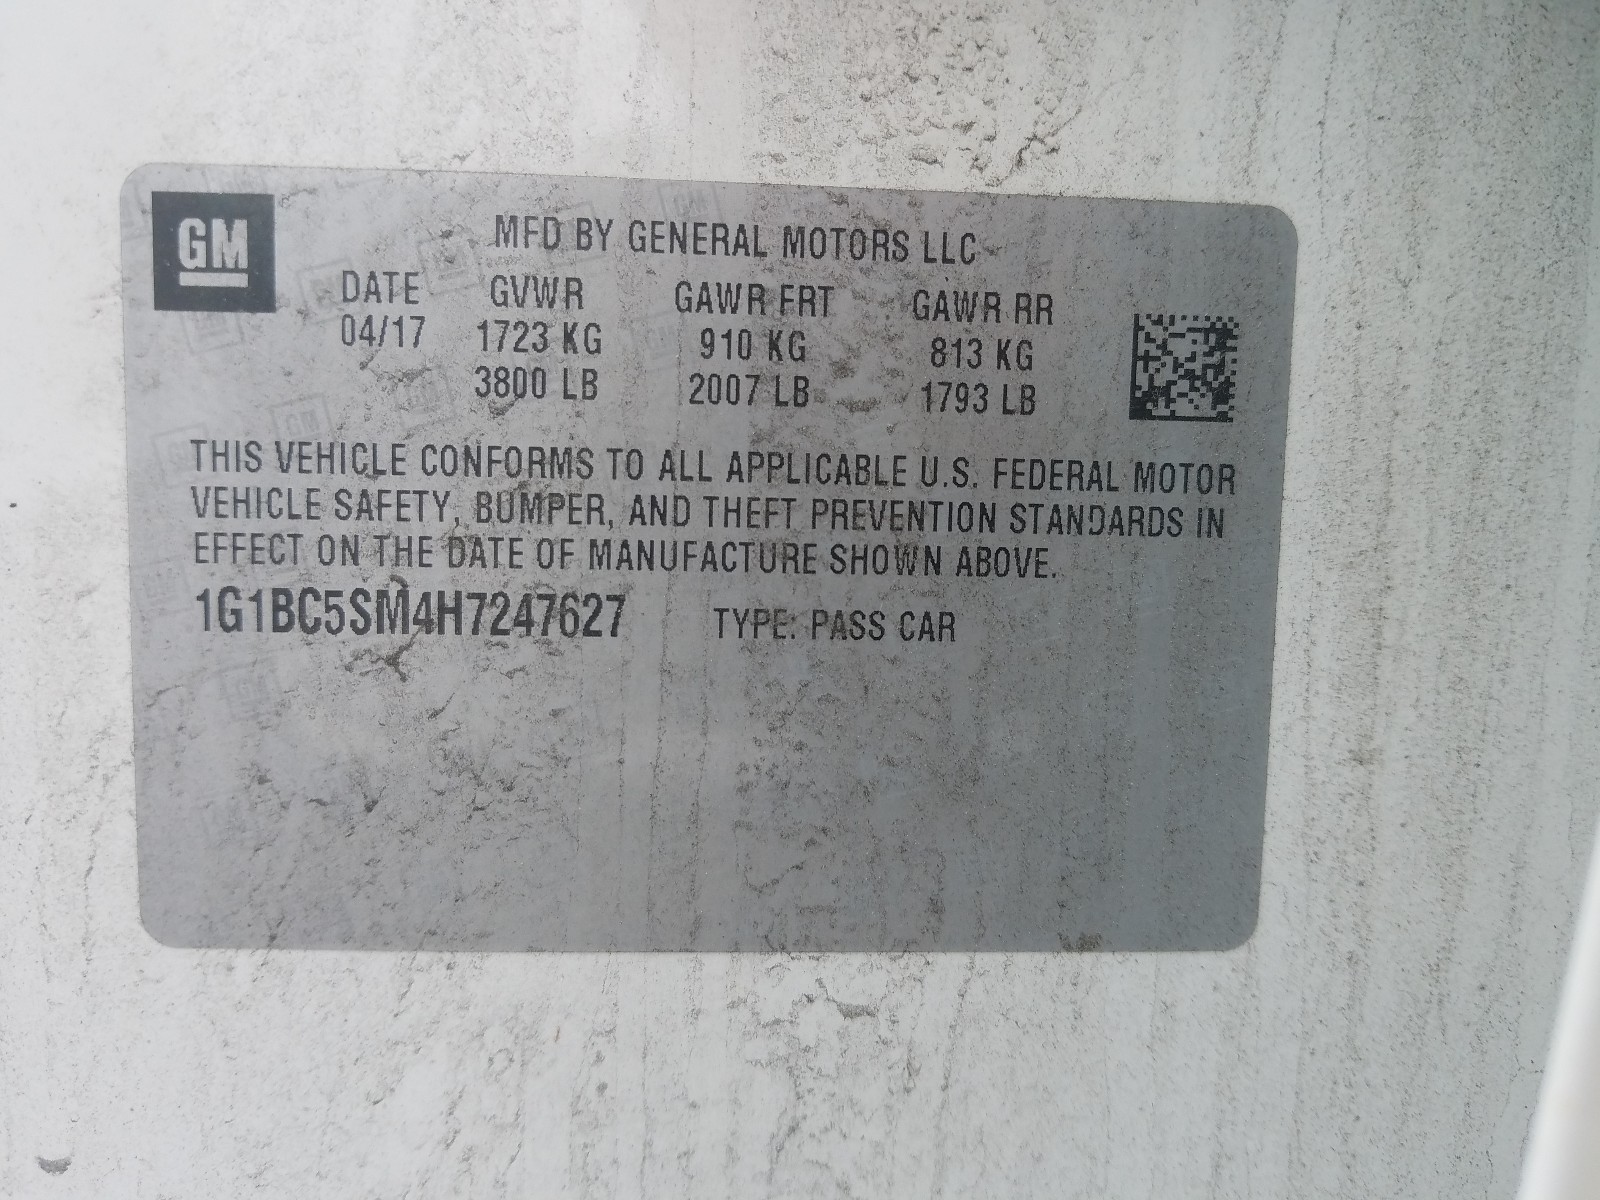 GM
MFD BY GENERAL MOTORS LLC
DATE GVWR GAWR FRT GAWR RR
04/17 1723 KG 910 KG 813 KG
3800 LB 2007 LB 1793 LB
THIS VEHICLE CONFORMS TO ALL APPLICABLE U.S. FEDERAL MOTOR
VEHICLE SAFETY, BUMPER, AND THEFT PREVENTION STANDARDS IN
EFFECT ON THE DATE OF MANUFACTURE SHOWN ABOVE.
1G1BC5SM4H7247627 TYPE: PASS CAR